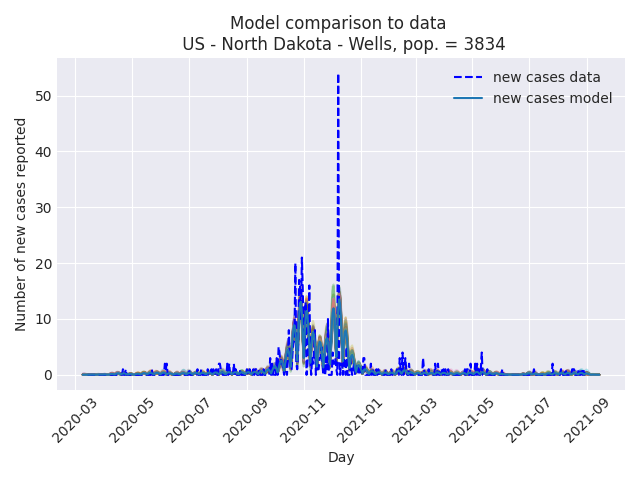 Model comparison to data
US - North Dakota - Wells, pop. = 3834
new cases data
new cases model
Number of new cases reported
50
40
30
20
10
0
2020-03
2020-05
2020-07
2020-09
2020-11
2021-01
2021-03
2021-05
2021-07
2021-09
Day